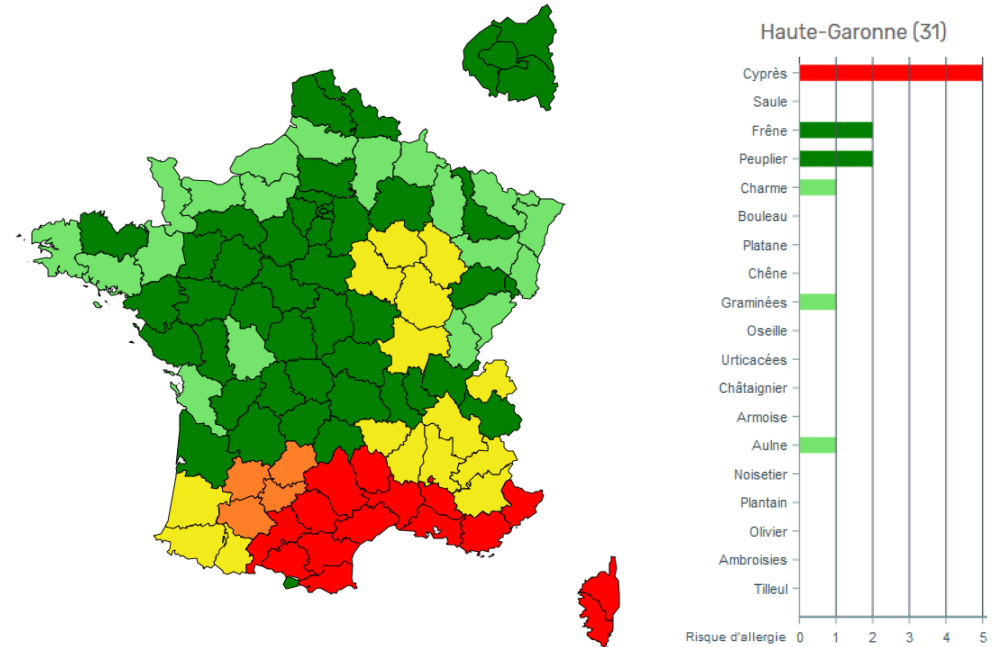 Haute-Garonne (31)
Cyprès
Saule
Frêne
Peuplier
Charme
Bouleau
Platane
Chêne
Graminées
Oseille
Urticacées
Châtaignier
Armoise
Aulne
Noisetier
Plantain
Olivier
Ambroisies
Tilleul
Risque d'allergie 0 1 2 3 4 5